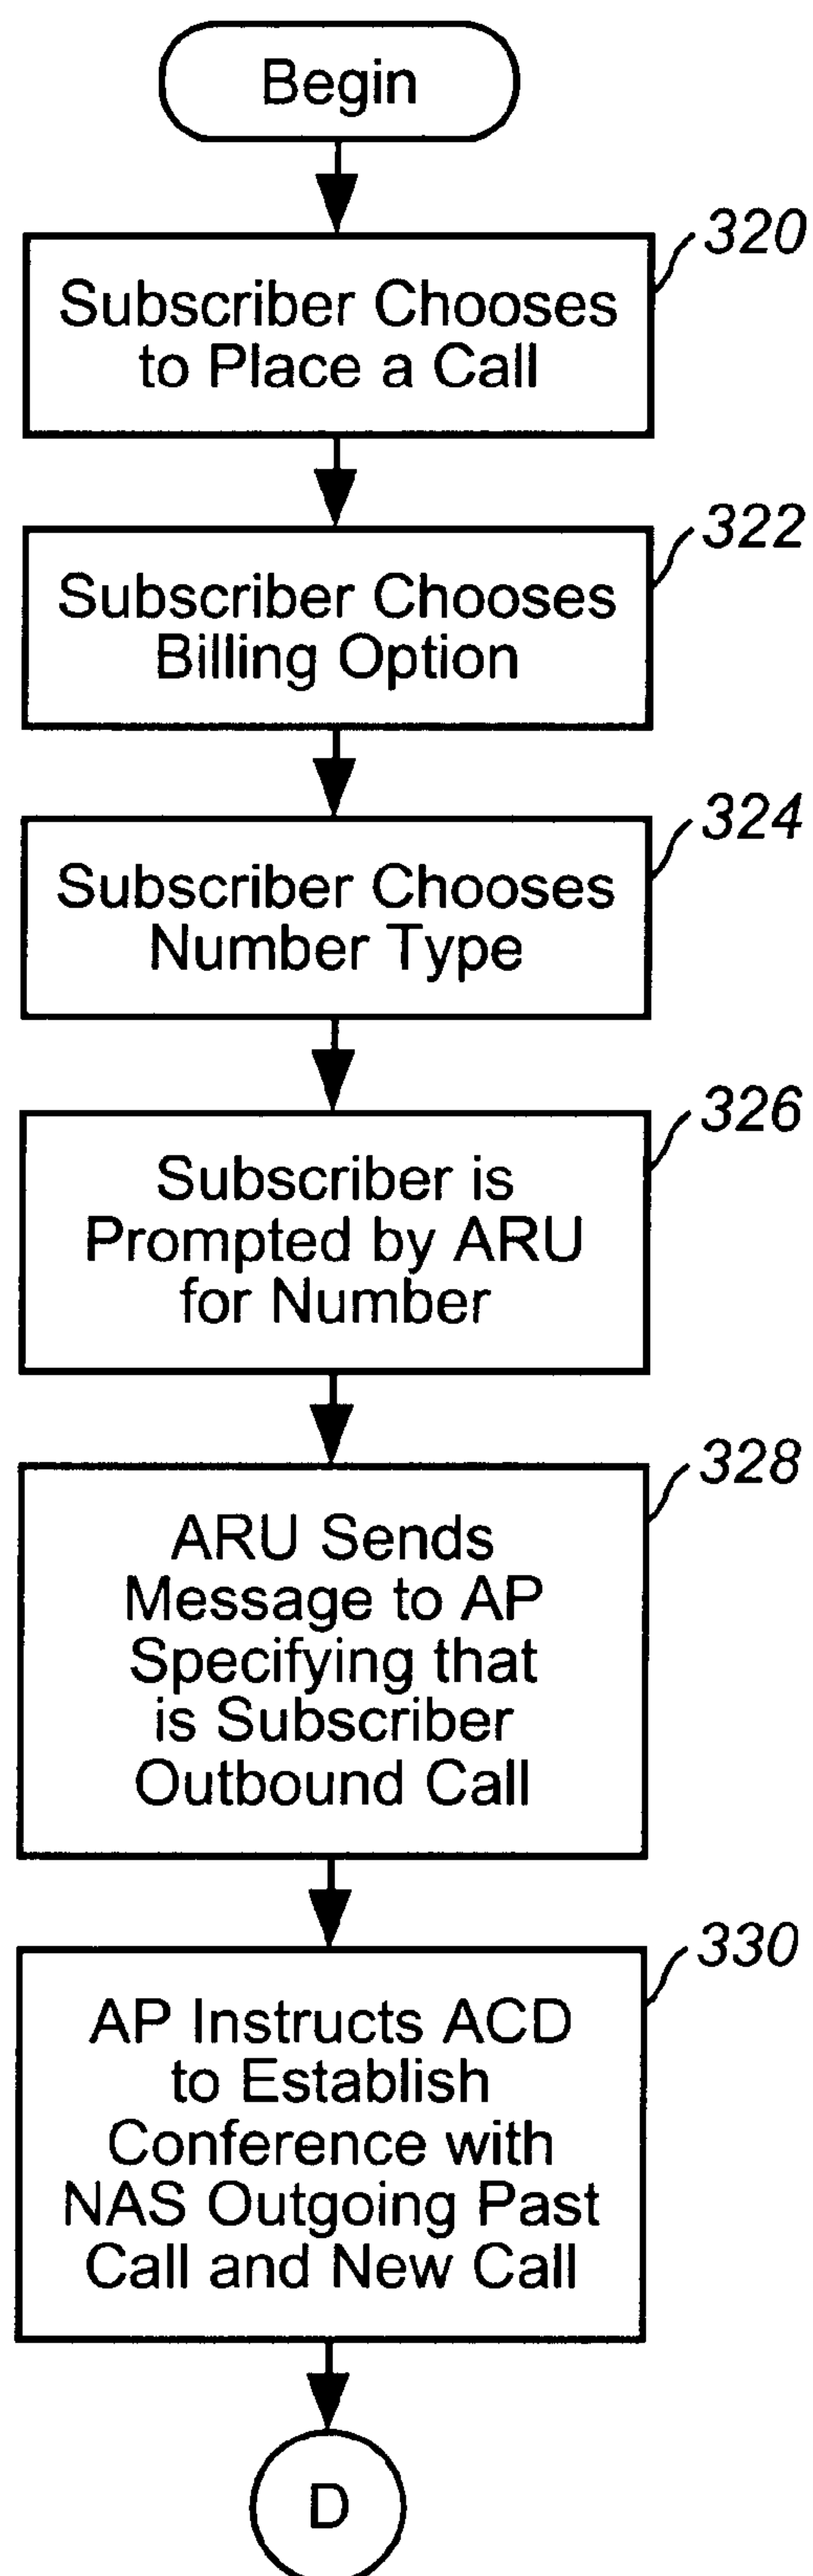 Begin
320
Subscriber Chooses
to Place a Call
322
Subscriber Chooses
Billing Option
324
Subscriber Chooses
Number Type
326
Subscriber is
Prompted by ARU
for Number
328
ARU Sends
Message to AP
Specifying that
is Subscriber
Outbound Call
330
AP Instructs ACD
to Establish
Conference with
NAS Outgoing Past
Call and New Call
D